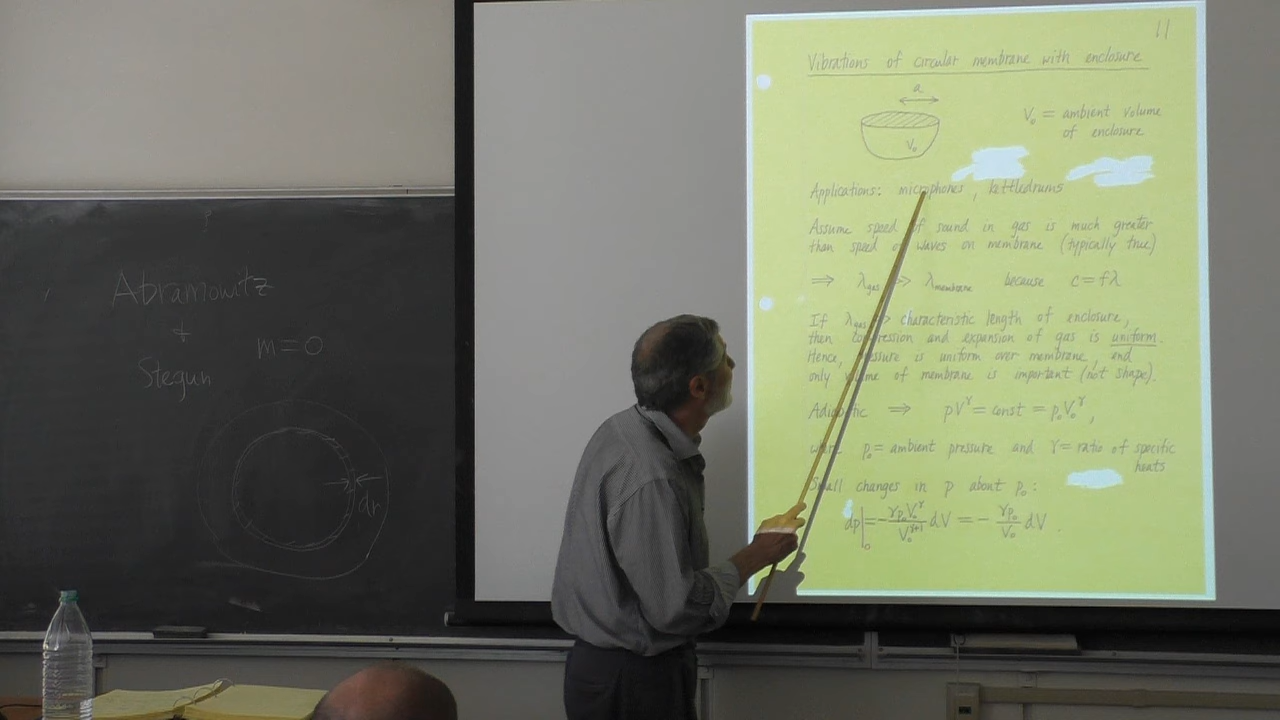 Abramowitz
+
Stegun
m=0
dr
11
Vibrations of circular membrane with enclosure
a
V₀
V₀ = ambient volume
of enclosure
Applications: microphones, kettledrums
Assume speed of sound in gas is much greater
than speed of waves on membrane (typically true)
⟹ λgas >> λmembrane because c=fλ
If λgas >> characteristic length of enclosure,
then compression and expansion of gas is uniform.
Hence, pressure is uniform over membrane, and
only volume of membrane is important (not shape).
Adiabatic ⟹ pV^γ = const = p₀V₀^γ,
where p₀ = ambient pressure and γ = ratio of specific
heats
Small changes in p about p₀:
dp|₀ = - γp₀V₀^γ / V₀^(γ+1) dV = - γp₀ / V₀ dV.